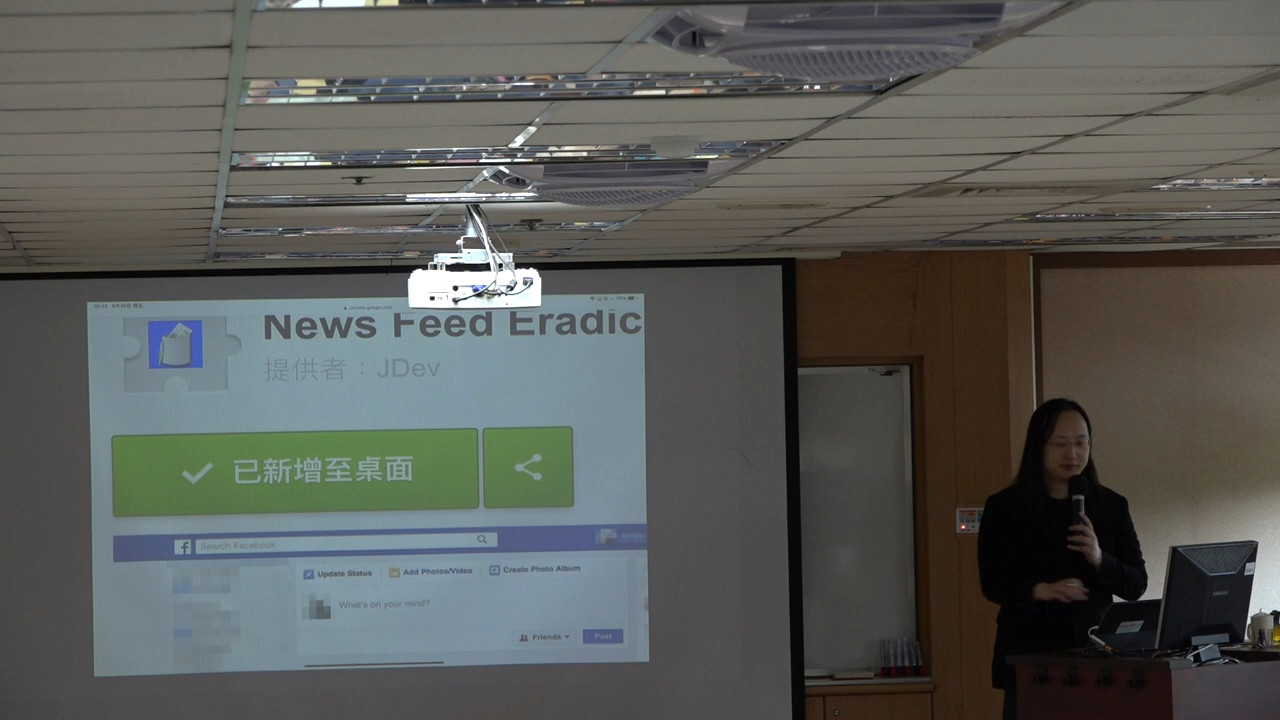 News Feed Eradic
提供者：JDev
已新增至桌面
Search Facebook
Update Status Add Photos/Video Create Photo Album
What's on your mind?
Friends
Post